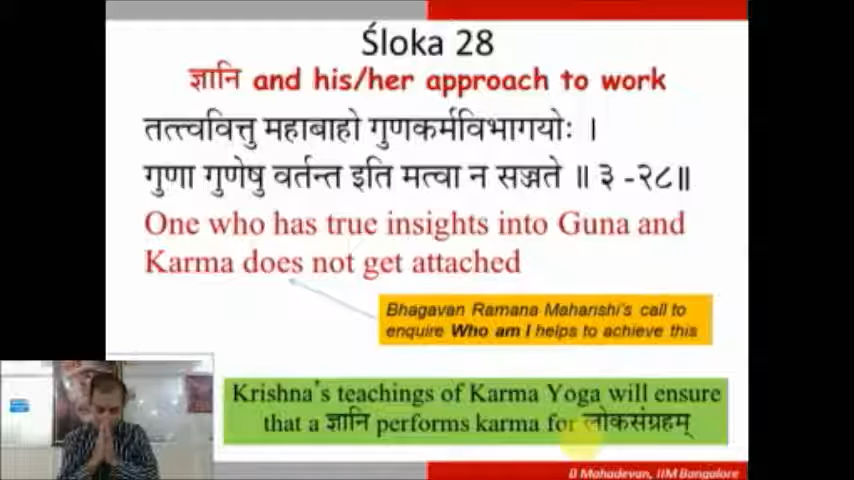 Śloka 28
ज्ञानि and his/her approach to work
तत्त्ववित्तु महाबाहो गुणकर्मविभागयोः ।
गुणा गुणेषु वर्तन्त इति मत्वा न सज्जते ॥ ३ -२८॥
One who has true insights into Guna and
Karma does not get attached
Bhagavan Ramana Maharishi's call to
enquire Who am I helps to achieve this
Krishna's teachings of Karma Yoga will ensure
that a ज्ञानि performs karma for लोकसंग्रहम्
B Mahadevan, IIM Bangalore